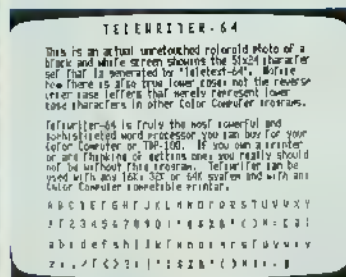 TELEWRITER-64
This is an actual unretouched Polaroid photo of a
black and white screen showing the 51x24 character
set that is generated by "Teletext-64". Notice
how there is also true lower case, not the reverse
upper case letters that merely represent lower
case characters in other Color Computer programs.
Telewriter-64 is truly the most powerful and
sophisticated word processor you can buy for your
Color Computer or TDP-100. If you own a printer
or are thinking of getting one, you really should
not be without this program. Telewriter can be
used with any 16K, 32K or 64K system and with any
Color Computer compatible printer.
A B C D E F G H I J K L M N O P Q R S T U V W X Y
a b c d e f g h i j k l m n o p q r s t u v w x y